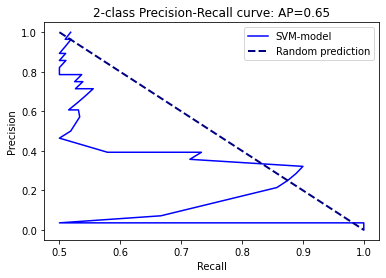 2-class Precision-Recall curve: AP=0.65
SVM-model
Random prediction
Precision
1.0
0.8
0.6
0.4
0.2
0.0
0.5 0.6 0.7 0.8 0.9 1.0
Recall